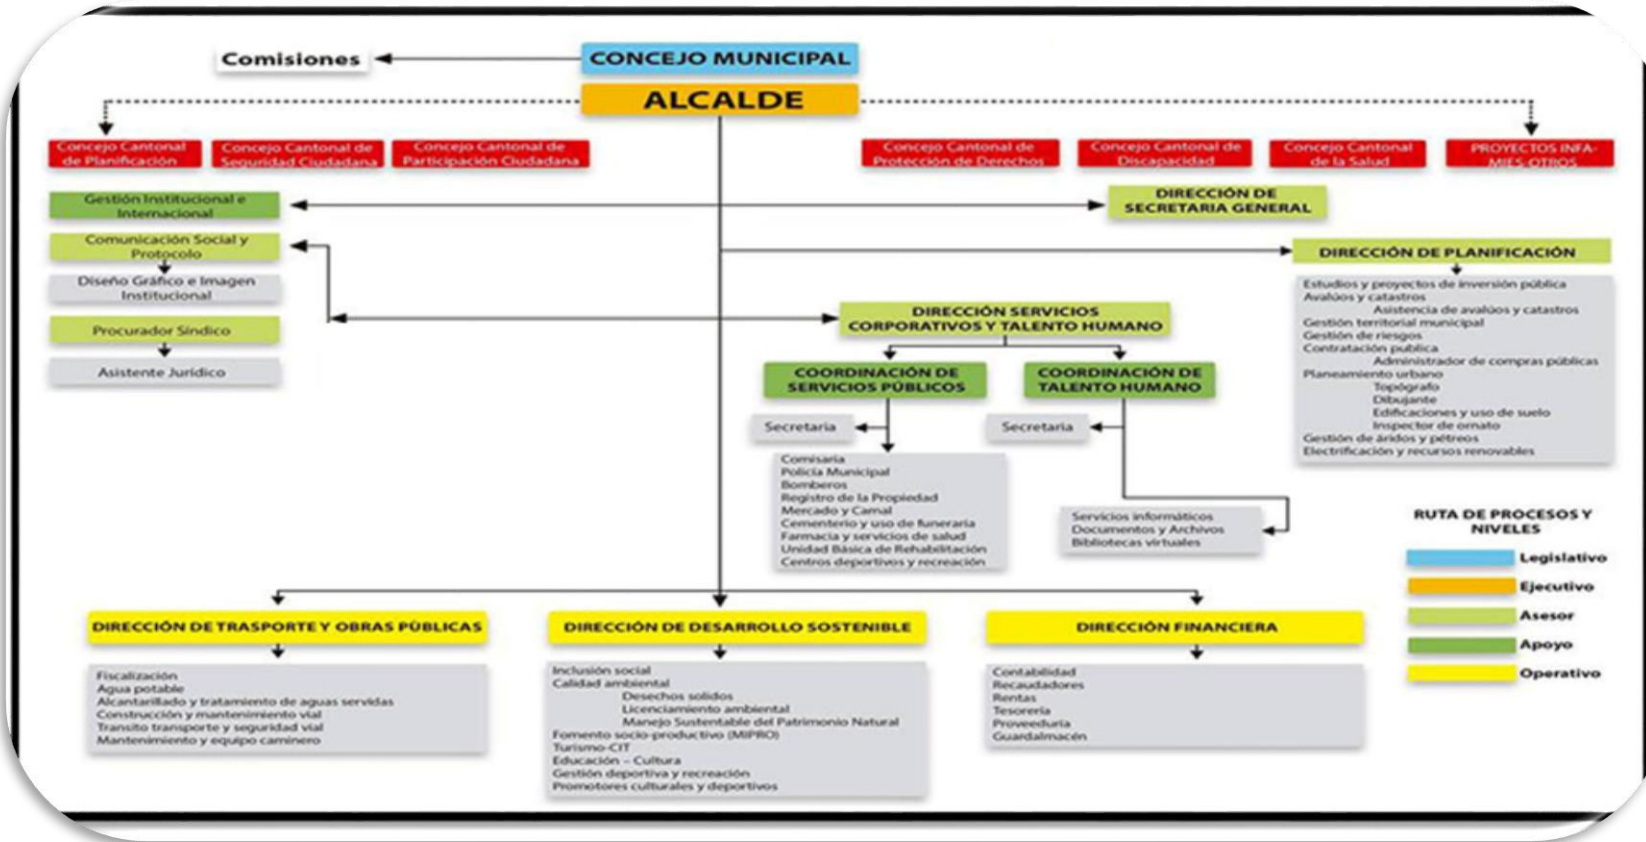 Comisiones
CONCEJO MUNICIPAL
ALCALDE
Concejo Cantonal
de Planificación
Concejo Cantonal de
Seguridad Ciudadana
Concejo Cantonal de
Participación Ciudadana
Concejo Cantonal de
Protección de Derechos
Concejo Cantonal de
Discapacidad
Concejo Cantonal
de la Salud
PROYECTOS INFA-
MIES-OTROS
Gestión Institucional e
Internacional
DIRECCIÓN DE
SECRETARIA GENERAL
Comunicación Social y
Protocolo
Diseño Gráfico e Imagen
Institucional
Procurador Síndico
Asistente Jurídico
DIRECCIÓN DE PLANIFICACIÓN
Estudios y proyectos de inversión pública
Avalúos y catastros
Asistencia de avalúos y catastros
Gestión territorial municipal
Gestión de riesgos
Contratación publica
Administrador de compras públicas
Planeamiento urbano
Topógrafo
Dibujante
Edificaciones y uso de suelo
Inspector de ornato
Gestión de áridos y pétreos
Electrificación y recursos renovables
DIRECCIÓN SERVICIOS
CORPORATIVOS Y TALENTO HUMANO
COORDINACIÓN DE
SERVICIOS PÚBLICOS
COORDINACIÓN DE
TALENTO HUMANO
Secretaria
Secretaria
Comisaria
Policía Municipal
Bomberos
Registro de la Propiedad
Mercado y Camal
Cementerio y uso de funeraria
Farmacia y servicios de salud
Unidad Básica de Rehabilitación
Centros deportivos y recreación
Servicios informáticos
Documentos y Archivos
Bibliotecas virtuales
RUTA DE PROCESOS Y
NIVELES
Legislativo
Ejecutivo
Asesor
Apoyo
Operativo
DIRECCIÓN DE TRASPORTE Y OBRAS PÚBLICAS
Fiscalización
Agua potable
Alcantarillado y tratamiento de aguas servidas
Construcción y mantenimiento vial
Transito transporte y seguridad vial
Mantenimiento y equipo caminero
DIRECCIÓN DE DESARROLLO SOSTENIBLE
Inclusión social
Calidad ambiental
Desechos solidos
Licenciamiento ambiental
Manejo Sustentable del Patrimonio Natural
Fomento socio-productivo (MIPRO)
Turismo-CIT
Educación – Cultura
Gestión deportiva y recreación
Promotores culturales y deportivos
DIRECCIÓN FINANCIERA
Contabilidad
Recaudadores
Rentas
Tesorería
Proveeduria
Guardalmacén